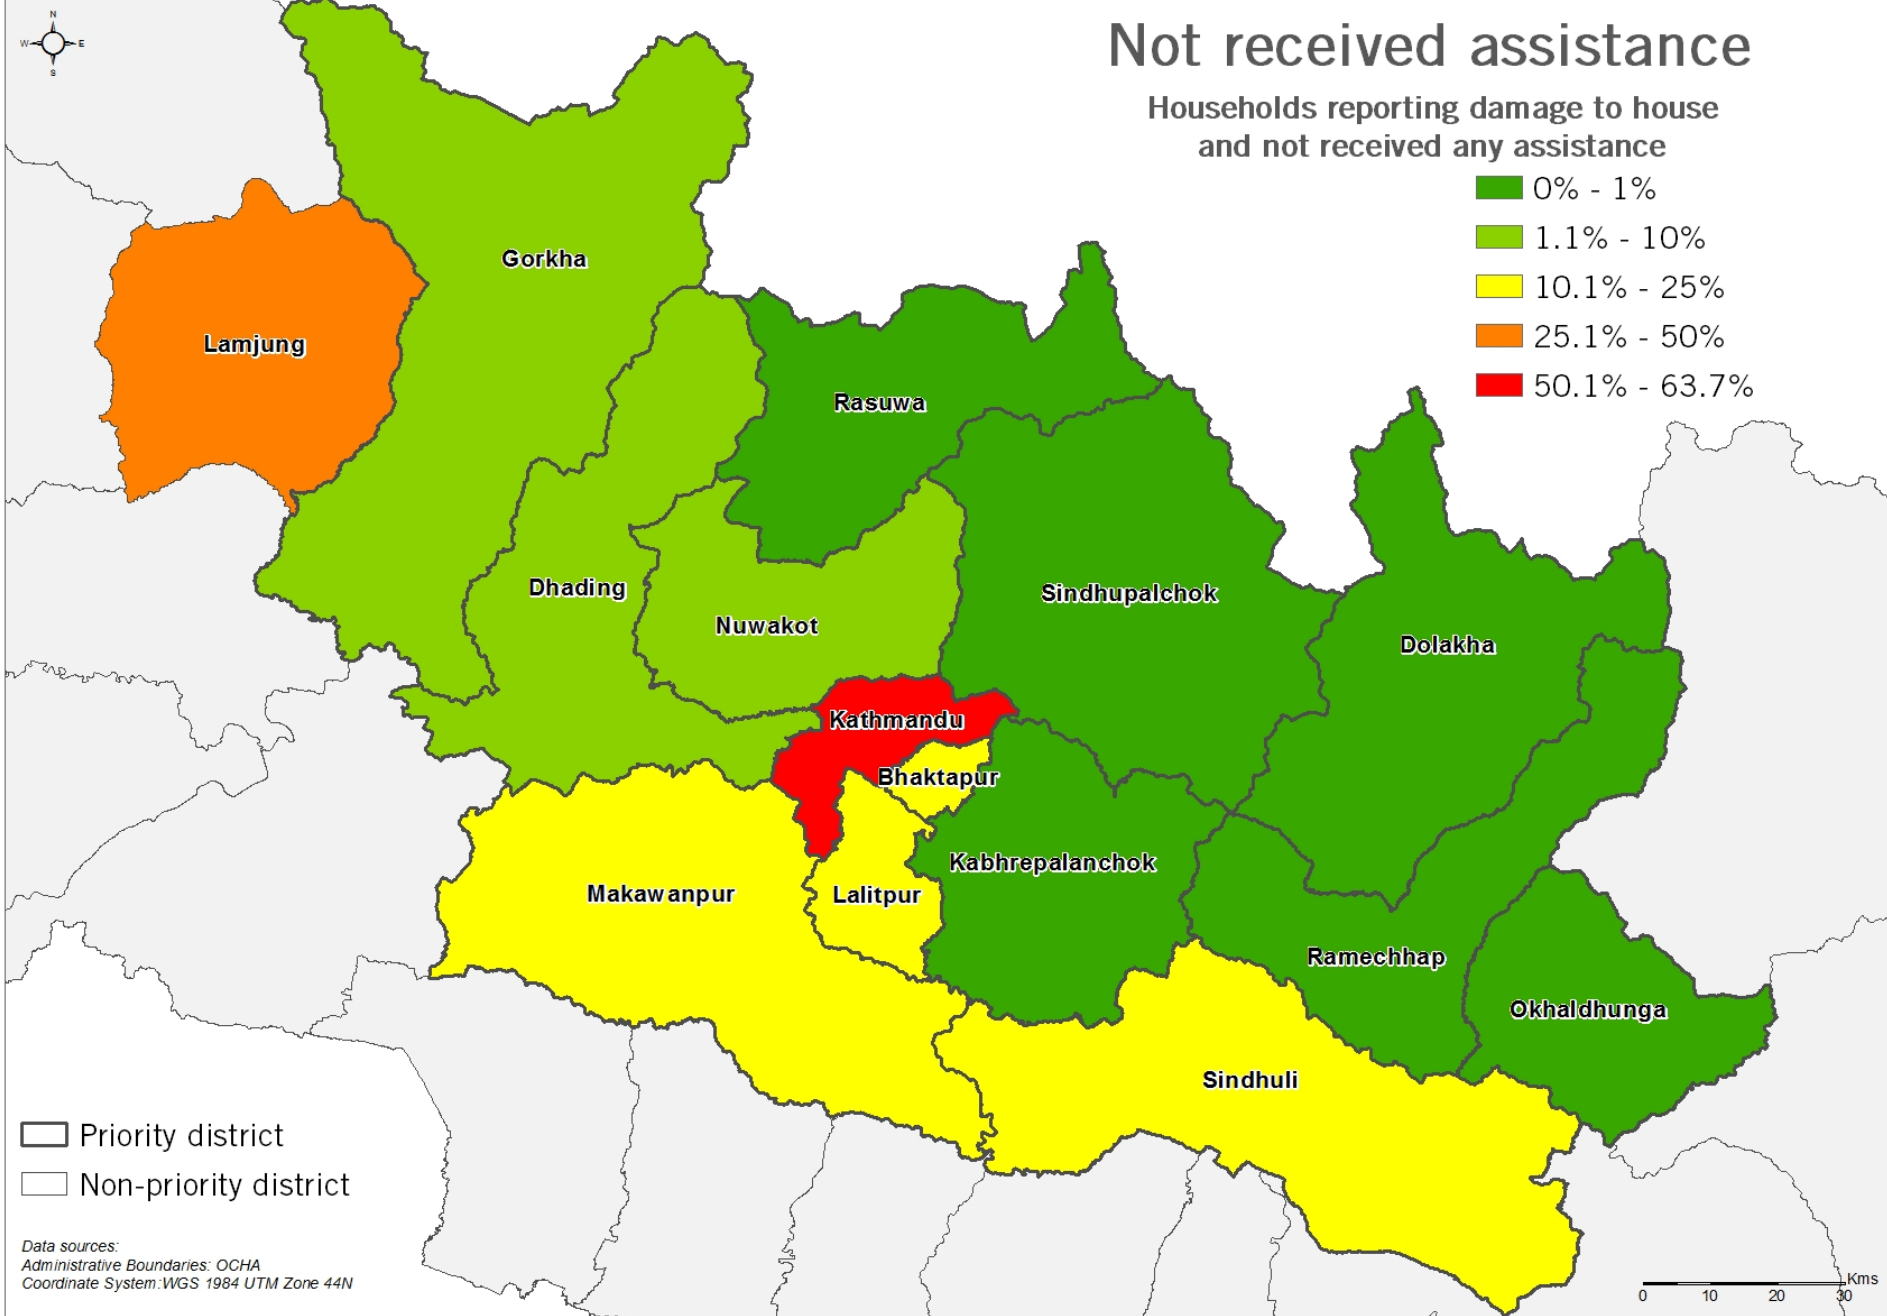 N
W E
S
Not received assistance
Households reporting damage to house
and not received any assistance
0% - 1%
1.1% - 10%
10.1% - 25%
25.1% - 50%
50.1% - 63.7%
Gorkha
Lamjung
Rasuwa
Dhading
Nuwakot
Sindhupalchok
Dolakha
Kathmandu
Bhaktapur
Kabhrepalanchok
Makawanpur
Lalitpur
Ramechhap
Okhaldhunga
Sindhuli
Priority district
Non-priority district
Data sources:
Administrative Boundaries: OCHA
Coordinate System:WGS 1984 UTM Zone 44N
Kms
0 10 20 30